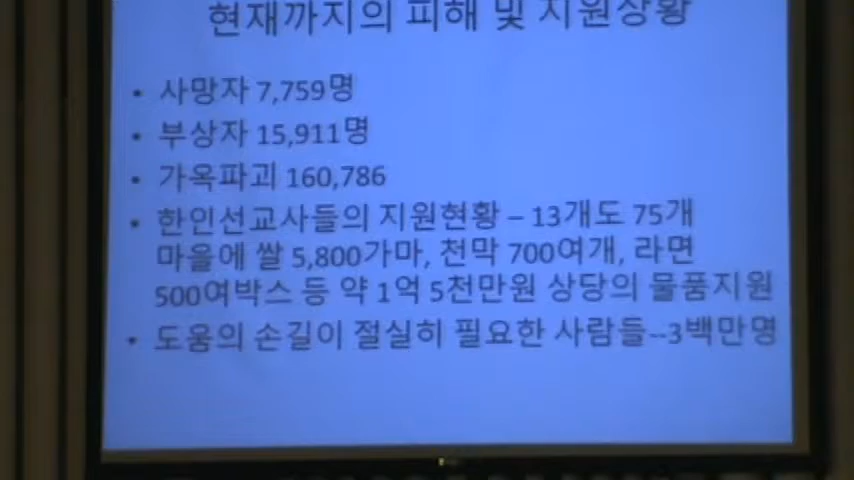 현재까지의 피해 및 지원상황
• 사망자 7,759명
• 부상자 15,911명
• 가옥파괴 160,786
• 한인선교사들의 지원현황 – 13개도 75개
마을에 쌀 5,800가마, 천막 700여개, 라면
500여박스 등 약 1억 5천만원 상당의 물품지원
• 도움의 손길이 절실히 필요한 사람들--3백만명